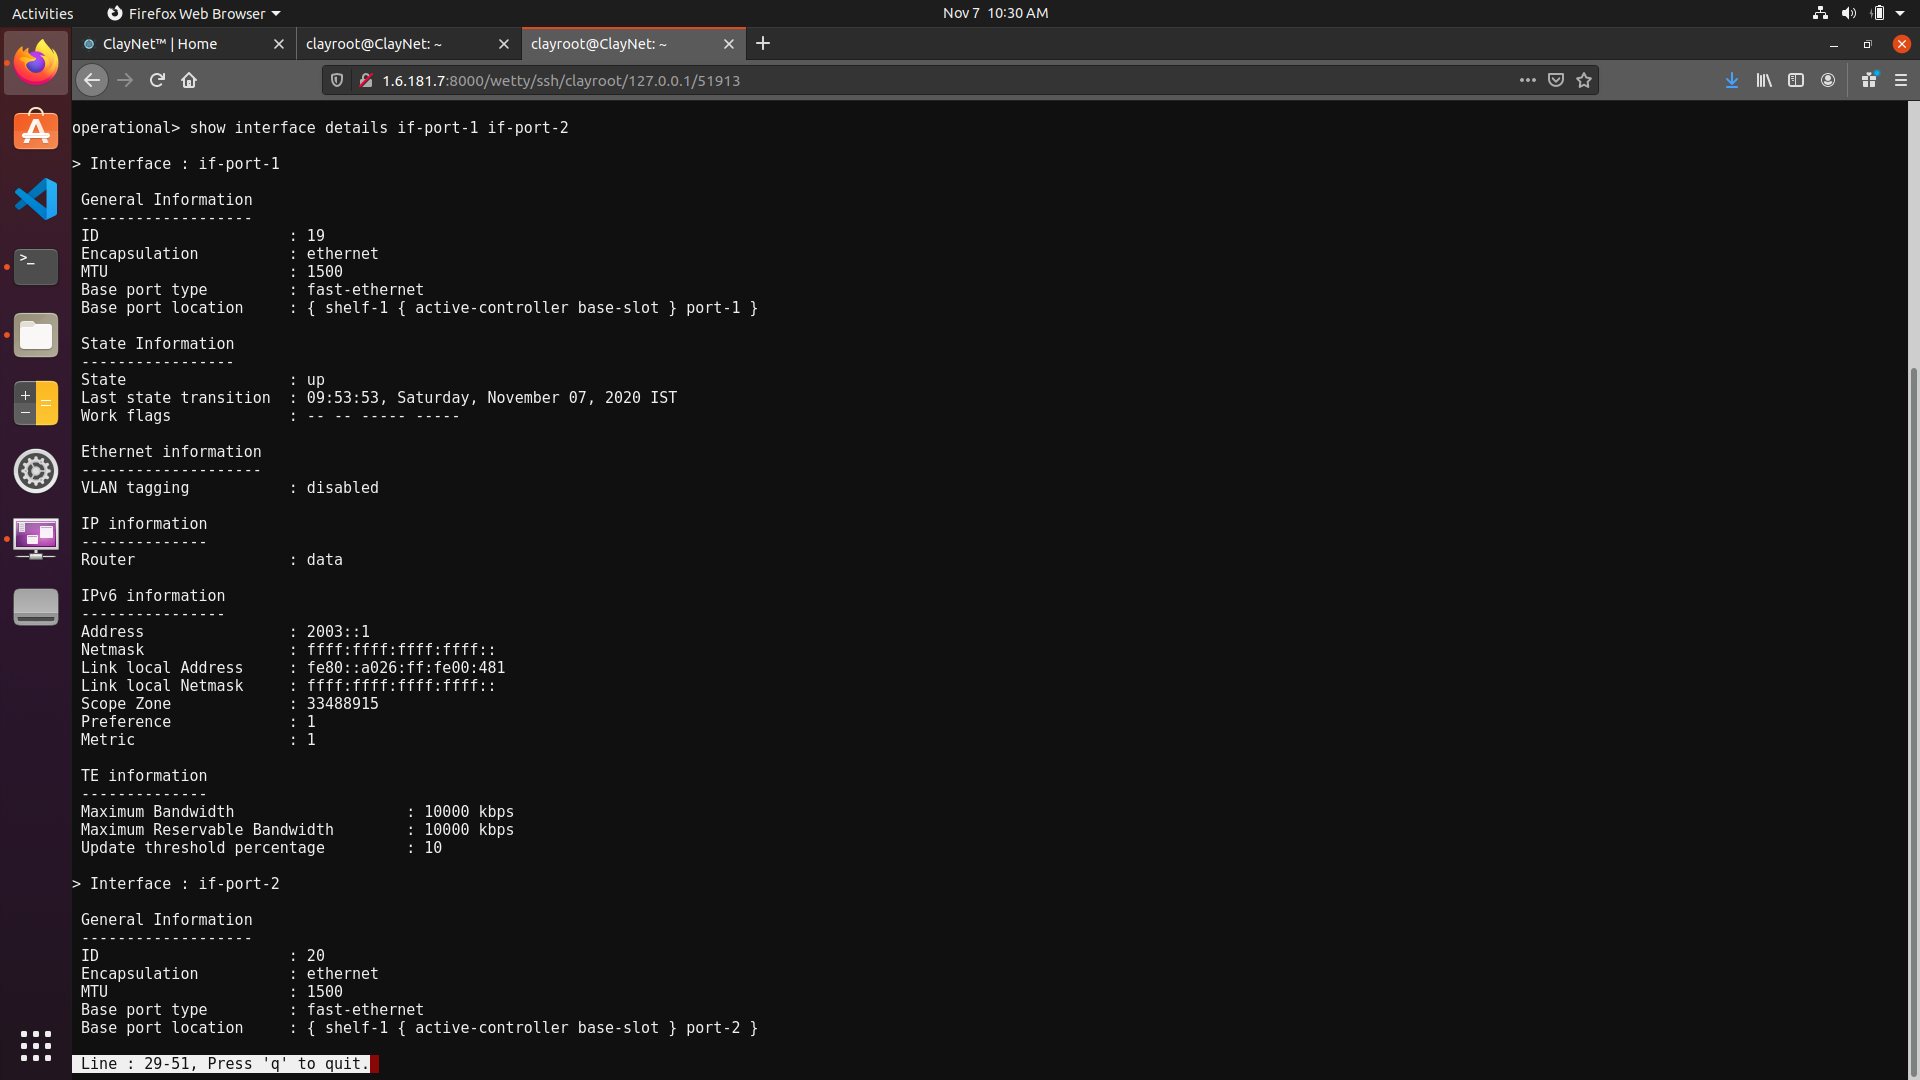 Activities
Firefox Web Browser
Nov 7 10:30 AM
ClayNet™ | Home
clayroot@ClayNet: ~
clayroot@ClayNet: ~
1.6.181.7:8000/wetty/ssh/clayroot/127.0.0.1/51913
operational> show interface details if-port-1 if-port-2
> Interface : if-port-1
General Information
-------------------
ID : 19
Encapsulation : ethernet
MTU : 1500
Base port type : fast-ethernet
Base port location : { shelf-1 { active-controller base-slot } port-1 }
State Information
-----------------
State : up
Last state transition : 09:53:53, Saturday, November 07, 2020 IST
Work flags : -- -- ----- -----
Ethernet information
--------------------
VLAN tagging : disabled
IP information
--------------
Router : data
IPv6 information
----------------
Address : 2003::1
Netmask : ffff:ffff:ffff:ffff::
Link local Address : fe80::a026:ff:fe00:481
Link local Netmask : ffff:ffff:ffff:ffff::
Scope Zone : 33488915
Preference : 1
Metric : 1
TE information
--------------
Maximum Bandwidth : 10000 kbps
Maximum Reservable Bandwidth : 10000 kbps
Update threshold percentage : 10
> Interface : if-port-2
General Information
-------------------
ID : 20
Encapsulation : ethernet
MTU : 1500
Base port type : fast-ethernet
Base port location : { shelf-1 { active-controller base-slot } port-2 }
Line : 29-51, Press 'q' to quit.